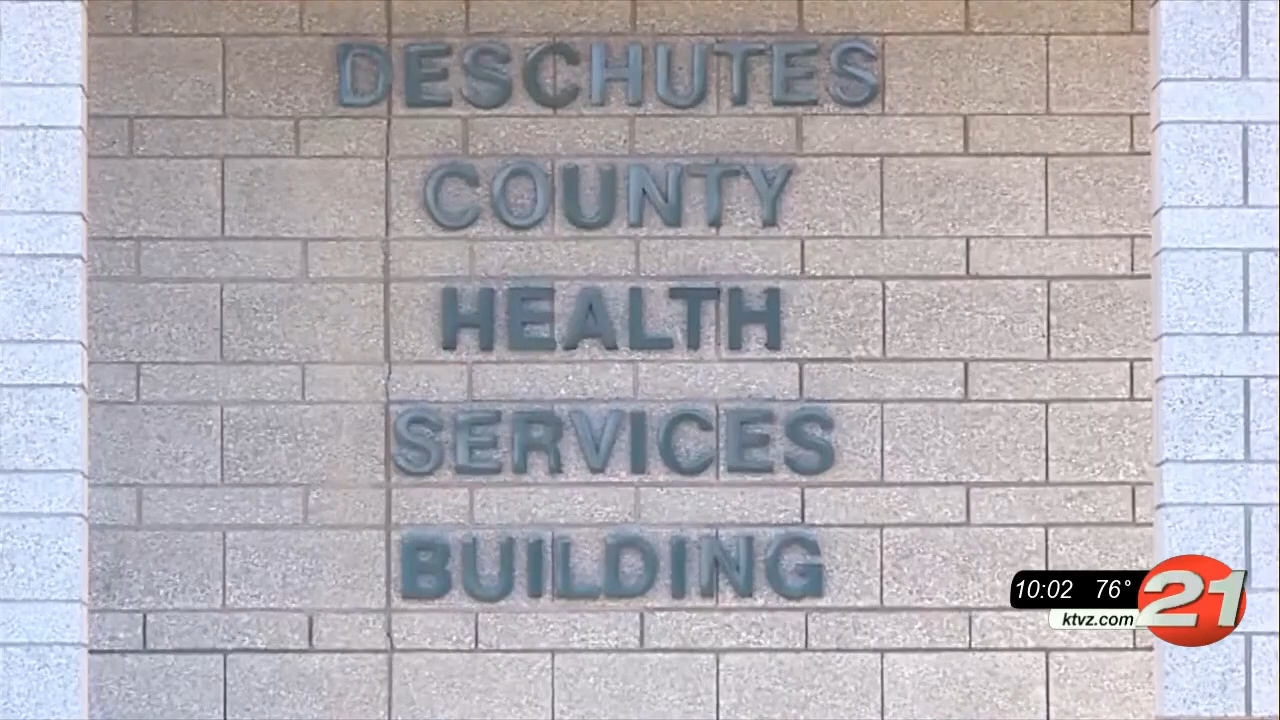 DESCHUTES
COUNTY
HEALTH
SERVICES
BUILDING
10:02 76°
21
ktvz.com